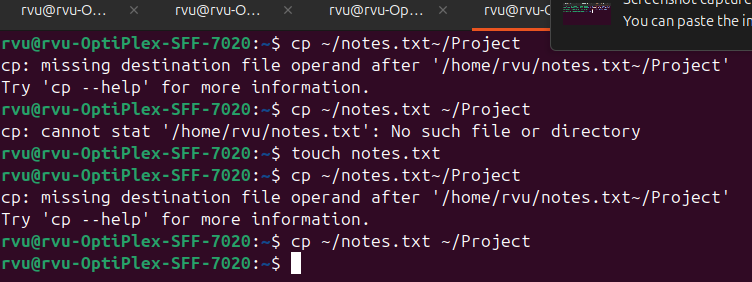 rvu@rvu-O... × rvu@rvu-O... × rvu@rvu-Op... × rvu@rvu-C
You can paste the in
rvu@rvu-OptiPlex-SFF-7020:~$ cp ~/notes.txt~/Project
cp: missing destination file operand after '/home/rvu/notes.txt~/Project'
Try 'cp --help' for more information.
rvu@rvu-OptiPlex-SFF-7020:~$ cp ~/notes.txt ~/Project
cp: cannot stat '/home/rvu/notes.txt': No such file or directory
rvu@rvu-OptiPlex-SFF-7020:~$ touch notes.txt
rvu@rvu-OptiPlex-SFF-7020:~$ cp ~/notes.txt~/Project
cp: missing destination file operand after '/home/rvu/notes.txt~/Project'
Try 'cp --help' for more information.
rvu@rvu-OptiPlex-SFF-7020:~$ cp ~/notes.txt ~/Project
rvu@rvu-OptiPlex-SFF-7020:~$